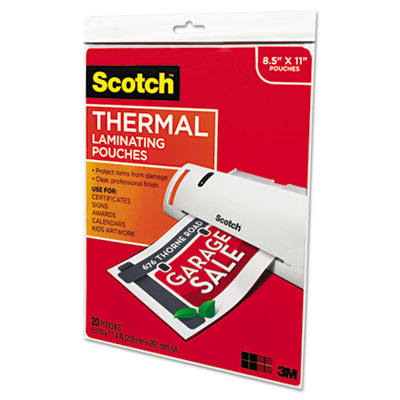 Scotch
8.5" X 11"
POUCHES
THERMAL
LAMINATING
POUCHES
• Protect items from damage
• Clear, professional finish
USE FOR:
CERTIFICATES
SIGNS
AWARDS
CALENDARS
KIDS ARTWORK
Scotch
676 THORNE ROAD
GARAGE
SALE
20 POUCHES
3M